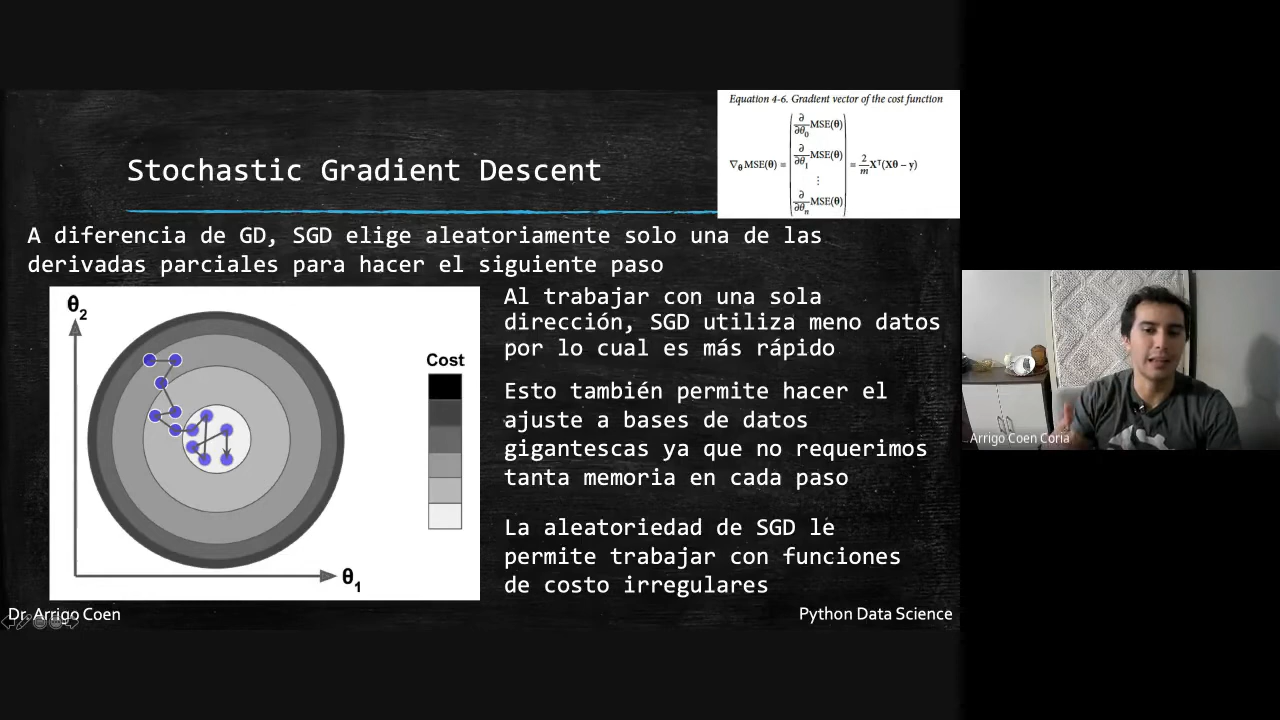 Equation 4-6. Gradient vector of the cost function
∂/∂θ0 MSE(θ)
∂/∂θ1 MSE(θ)
∇θ MSE(θ) = ⋮ = 2/m Xᵀ(Xθ − y)
∂/∂θn MSE(θ)
Stochastic Gradient Descent
A diferencia de GD, SGD elige aleatoriamente solo una de las
derivadas parciales para hacer el siguiente paso
θ2
Cost
θ1
Al trabajar con una sola
dirección, SGD utiliza meno datos
por lo cual es más rápido
Esto también permite hacer el
ajuste a bases de datos
gigantescas ya que no requerimos
tanta memoria en cada paso
La aleatoriedad de SGD le
permite trabajar con funciones
de costo irregulares
Dr. Arrigo Coen
Python Data Science
Arrigo Coen Coria